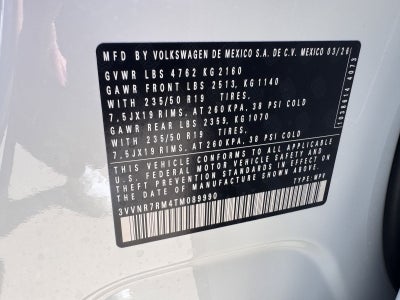 MFD BY VOLKSWAGEN DE MEXICO S.A. DE C.V. MEXICO 03/26
GVWR LBS 4762 KG2160
GAWR FRONT LBS 2513, KG1140
WITH 235/50 R19 TIRES,
7.5JX19 RIMS, AT 260KPA, 38 PSI COLD
GAWR REAR LBS 2359, KG1070
WITH 235/50 R19 TIRES,
7.5JX19 RIMS, AT 260KPA, 38 PSI COLD
THIS VEHICLE CONFORMS TO ALL APPLICABLE
U.S. FEDERAL MOTOR VEHICLE SAFETY AND
THEFT PREVENTION STANDARDS IN EFFECT ON
THE DATE OF MANUFACTURE SHOWN ABOVE.
TYPE: MPV
3VVNR7RM4TM089990